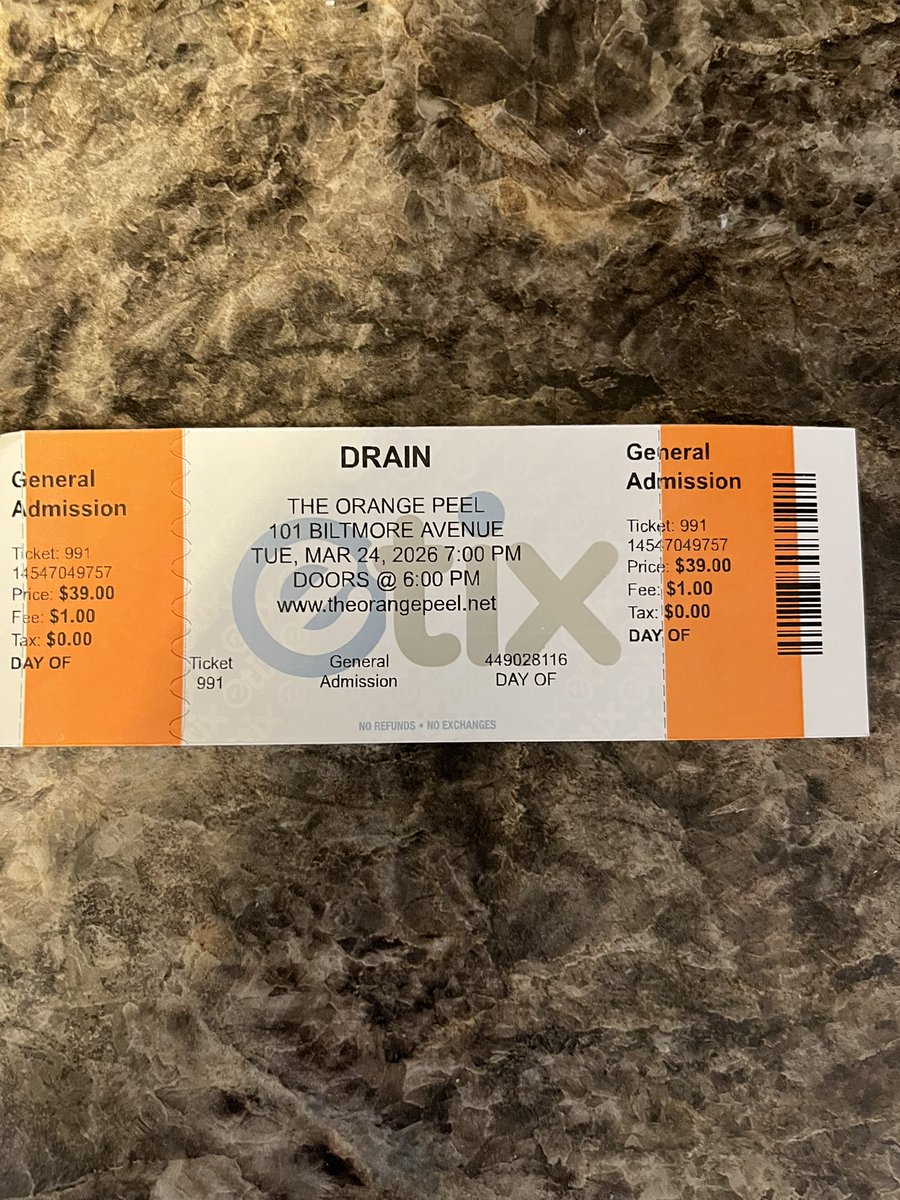 General
Admission
Ticket: 991
14547049757
Price: $39.00
Fee: $1.00
Tax: $0.00
DAY OF
DRAIN
THE ORANGE PEEL
101 BILTMORE AVENUE
TUE, MAR 24, 2026 7:00 PM
DOORS @ 6:00 PM
www.theorangepeel.net
etix
Ticket
991
General
Admission
449028116
DAY OF
NO REFUNDS • NO EXCHANGES
General
Admission
Ticket: 991
14547049757
Price: $39.00
Fee: $1.00
Tax: $0.00
DAY OF